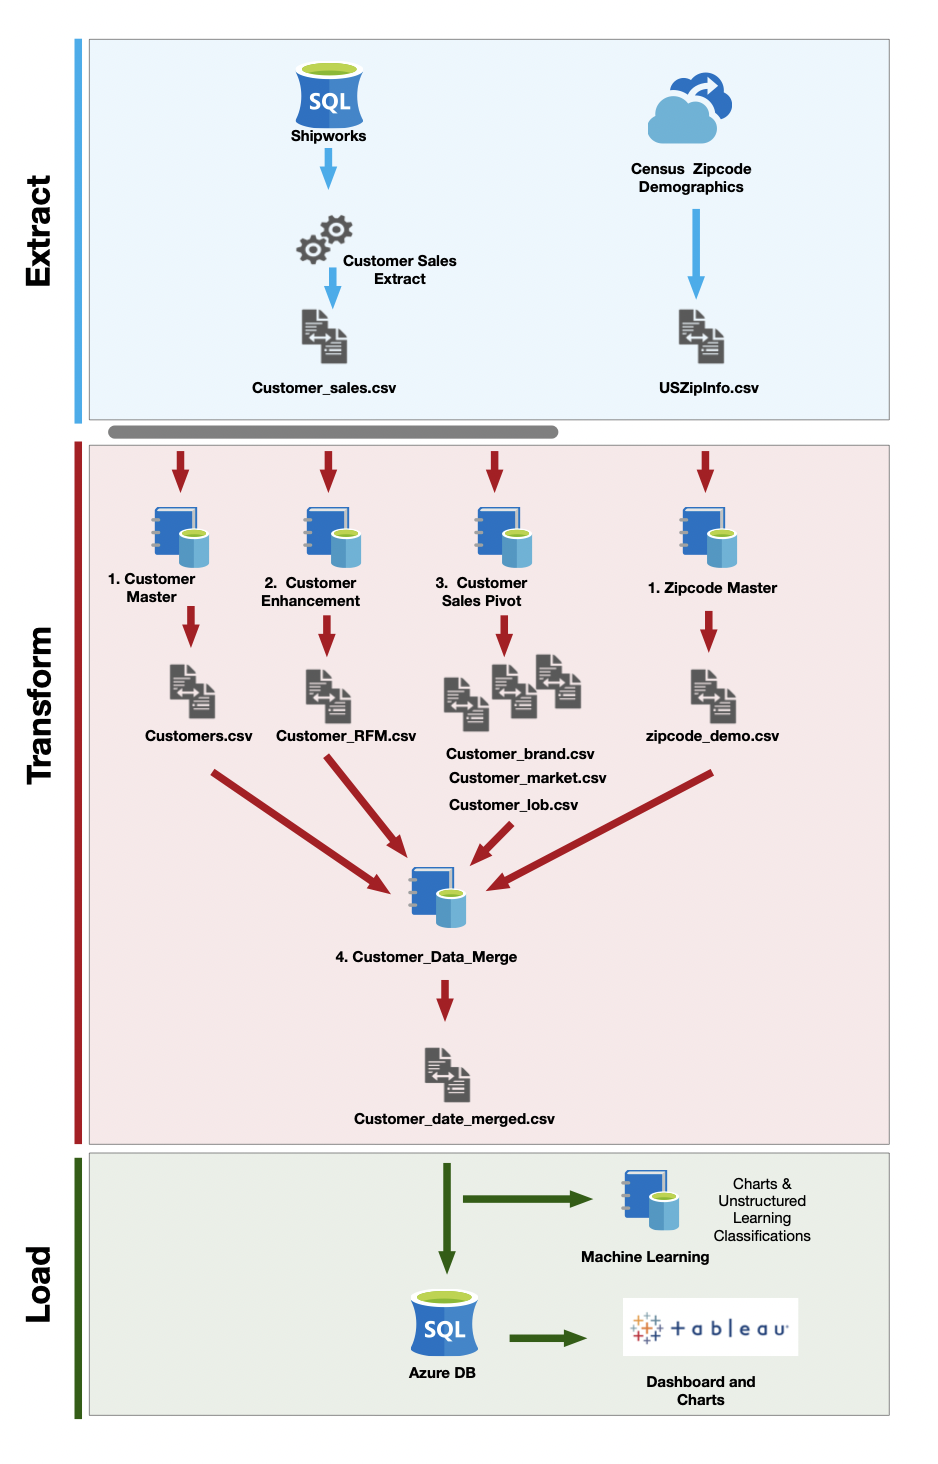 Extract
SQL
Shipworks
Census Zipcode
Demographics
Customer Sales
Extract
Customer_sales.csv
USZipInfo.csv
Transform
1. Customer
Master
2. Customer
Enhancement
3. Customer
Sales Pivot
1. Zipcode Master
Customers.csv
Customer_RFM.csv
Customer_brand.csv
Customer_market.csv
Customer_lob.csv
zipcode_demo.csv
4. Customer_Data_Merge
Customer_date_merged.csv
Load
Charts &
Unstructured
Learning
Classifications
Machine Learning
SQL
Azure DB
+ableau
Dashboard and
Charts